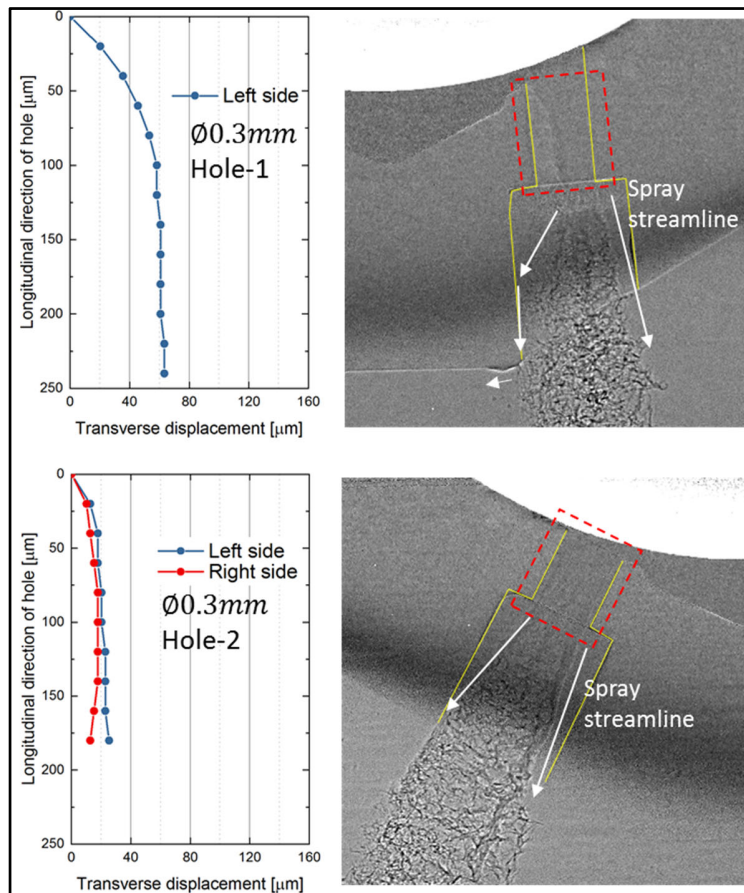 0
50
100
150
200
250
0
40
80
120
160
Longitudinal direction of hole [μm]
Transverse displacement [μm]
Left side
Ø0.3mm
Hole-1
Spray
streamline
0
50
100
150
200
250
0
40
80
120
160
Longitudinal direction of hole [μm]
Transverse displacement [μm]
Left side
Right side
Ø0.3mm
Hole-2
Spray
streamline